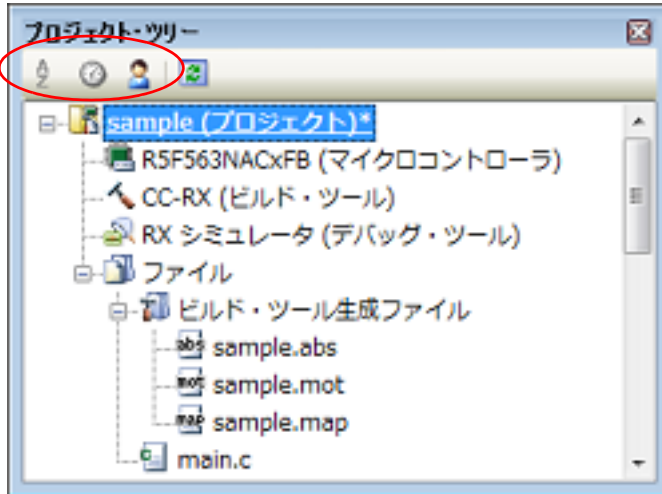 プロジェクト・ツリー
sample (プロジェクト)*
R5F563NACxFB (マイクロコントローラ)
CC-RX (ビルド・ツール)
RX シミュレータ (デバッグ・ツール)
ファイル
ビルド・ツール生成ファイル
abs sample.abs
mot sample.mot
map sample.map
main.c